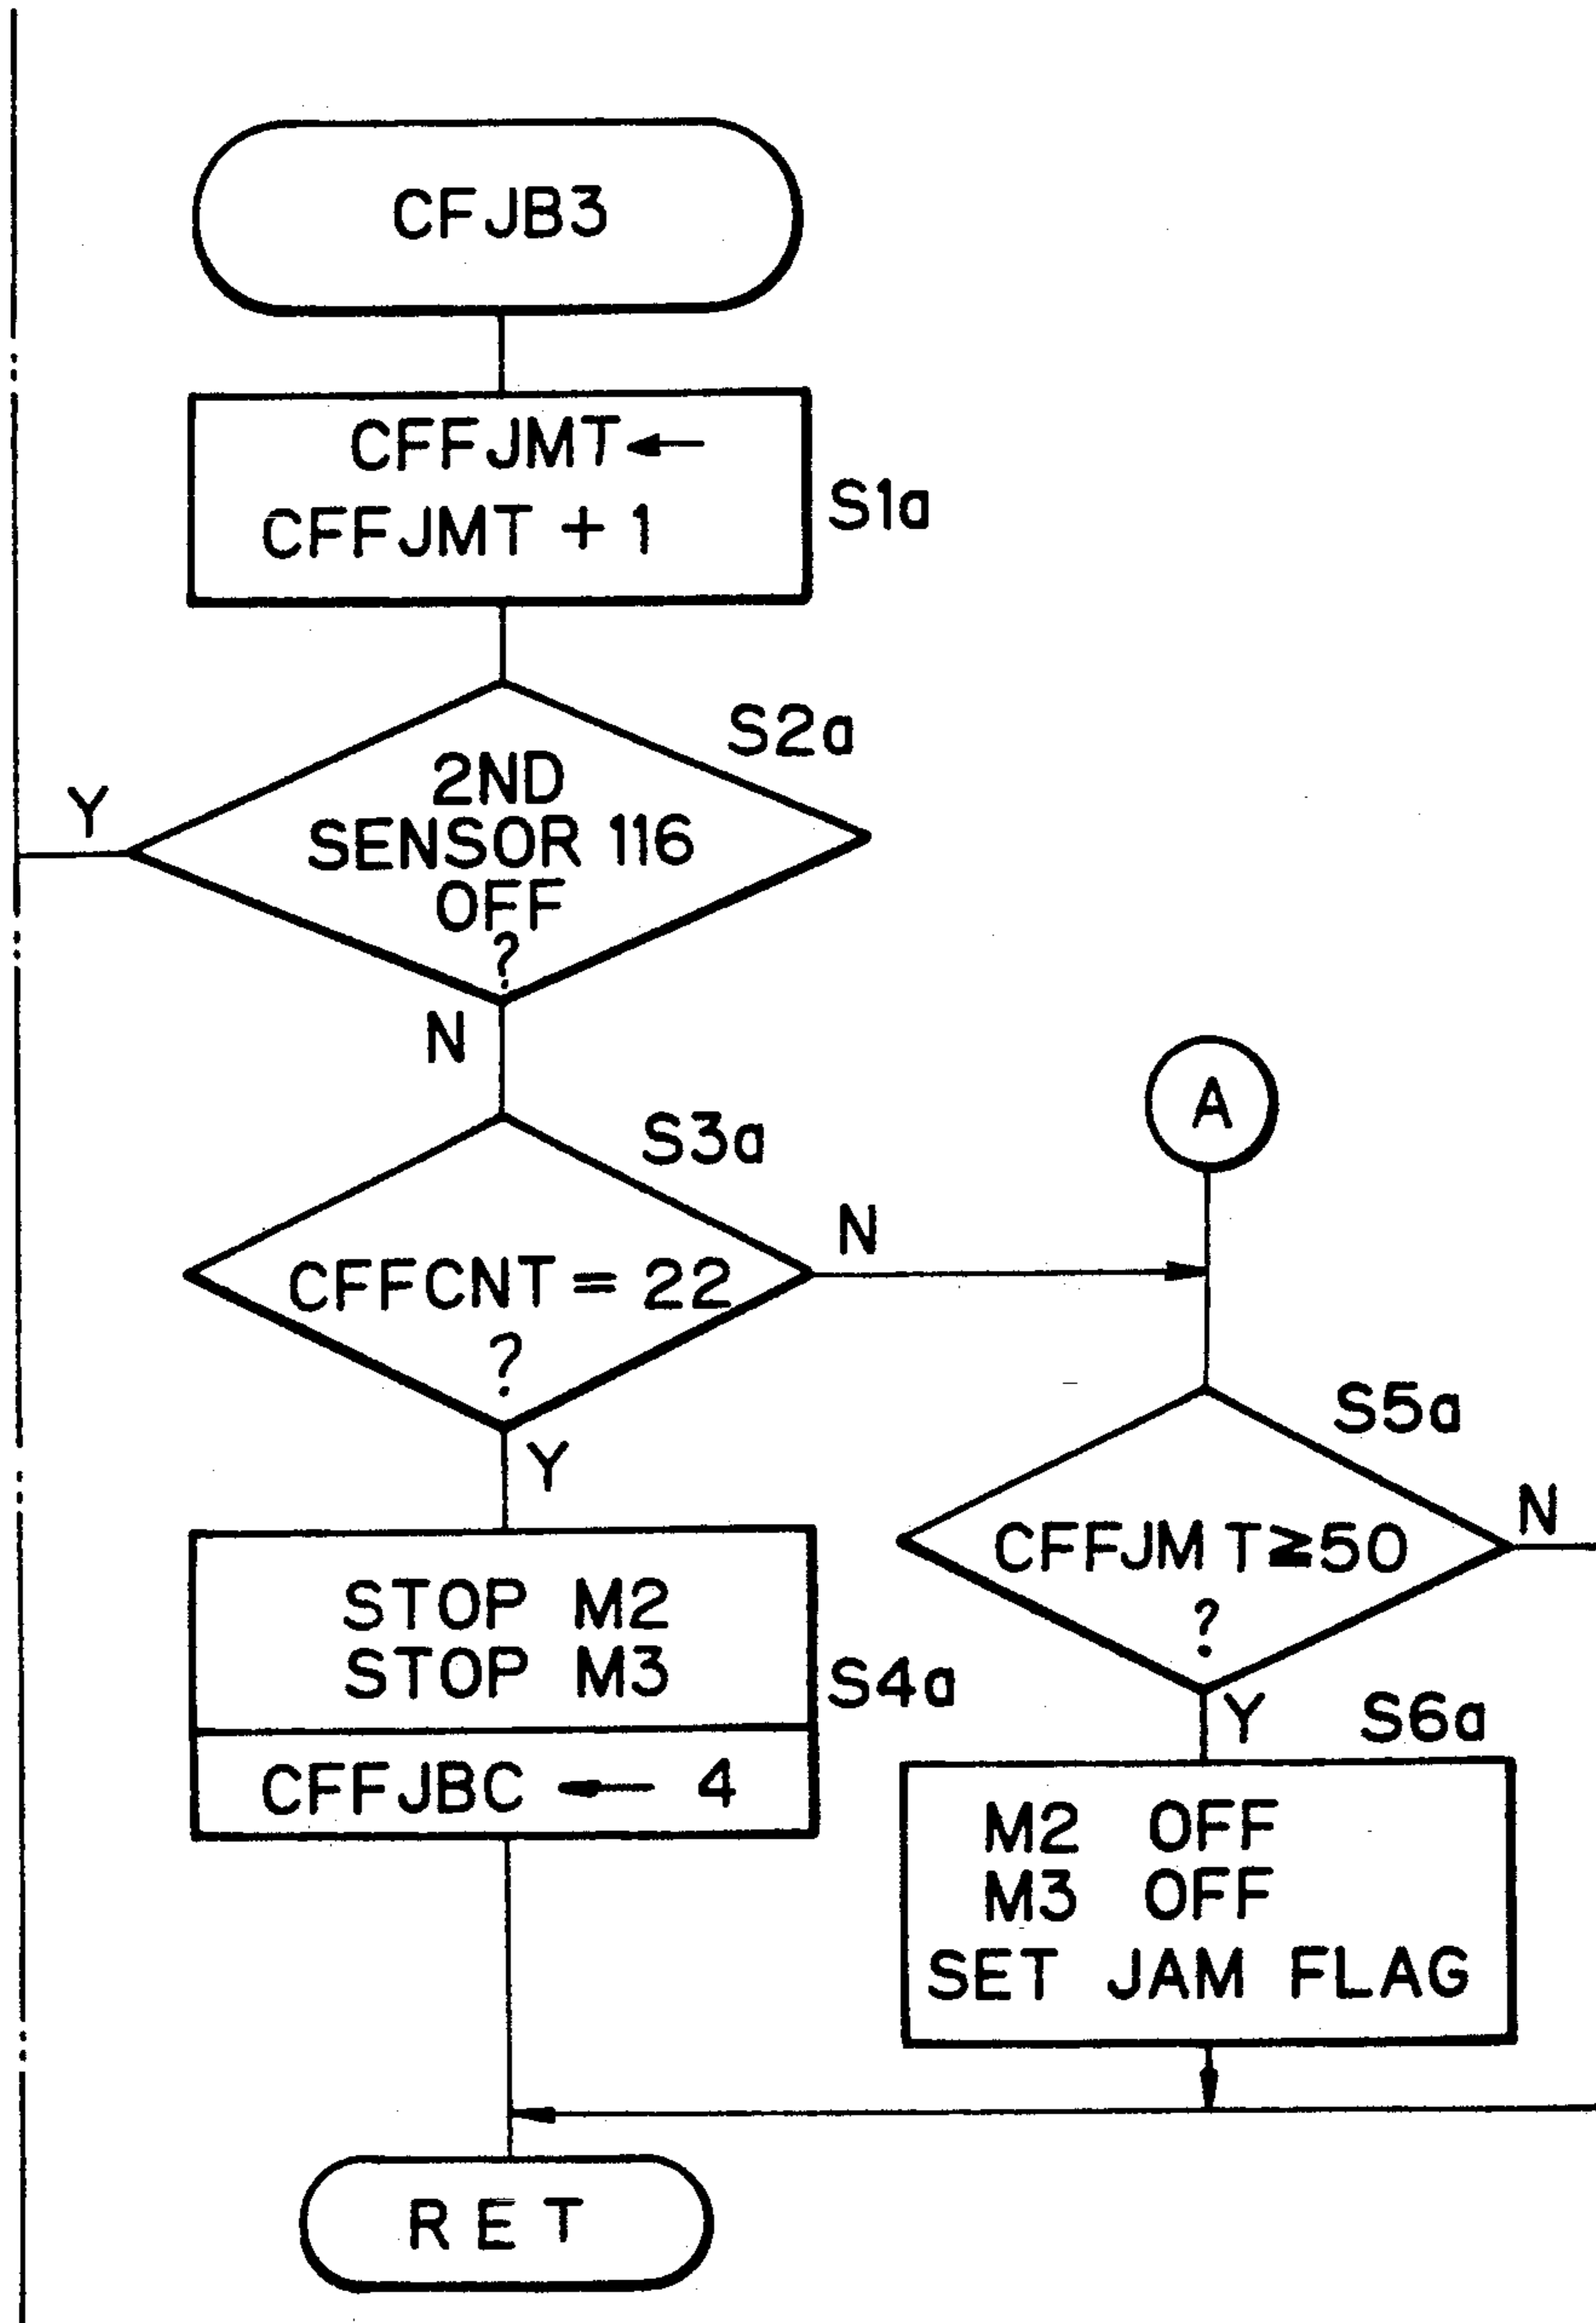 CFJB3
CFFJMT ←
CFFJMT + 1
S1a
S2a
2ND
SENSOR 116
OFF
?
Y
N
S3a
CFFCNT = 22
?
N
Y
A
S5a
CFFJMT ≧ 50
?
N
Y
STOP M2
STOP M3
S4a
CFFJBC ← 4
S6a
M2 OFF
M3 OFF
SET JAM FLAG
RET